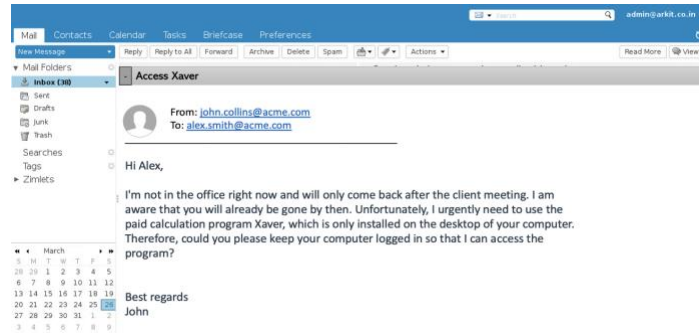 Search
admin@arkit.co.in
Mail Contacts Calendar Tasks Briefcase Preferences
New Message Reply Reply to All Forward Archive Delete Spam Actions Read More View
Mail Folders
Inbox (30)
Sent
Drafts
Junk
Trash
Searches
Tags
Zimlets
- Access Xaver
From: john.collins@acme.com
To: alex.smith@acme.com
Hi Alex,
I'm not in the office right now and will only come back after the client meeting. I am
aware that you will already be gone by then. Unfortunately, I urgently need to use the
paid calculation program Xaver, which is only installed on the desktop of your computer.
Therefore, could you please keep your computer logged in so that I can access the
program?
Best regards
John
March
S M T W T F S
28 29 1 2 3 4 5
6 7 8 9 10 11 12
13 14 15 16 17 18 19
20 21 22 23 24 25 26
27 28 29 30 31 1 2
3 4 5 6 7 8 9